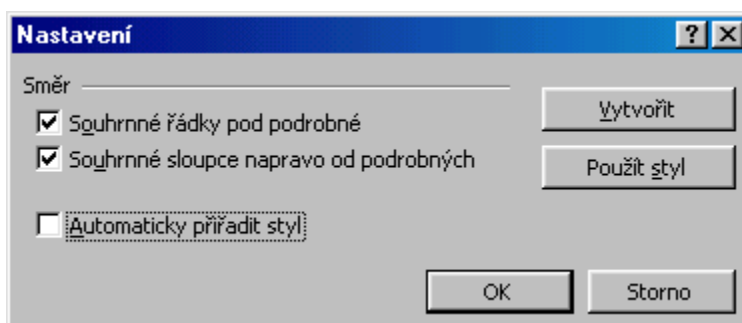 Nastavení
Směr
Souhrnné řádky pod podrobné
Souhrnné sloupce napravo od podrobných
Automaticky přiřadit styl
Vytvořit
Použít styl
OK
Storno